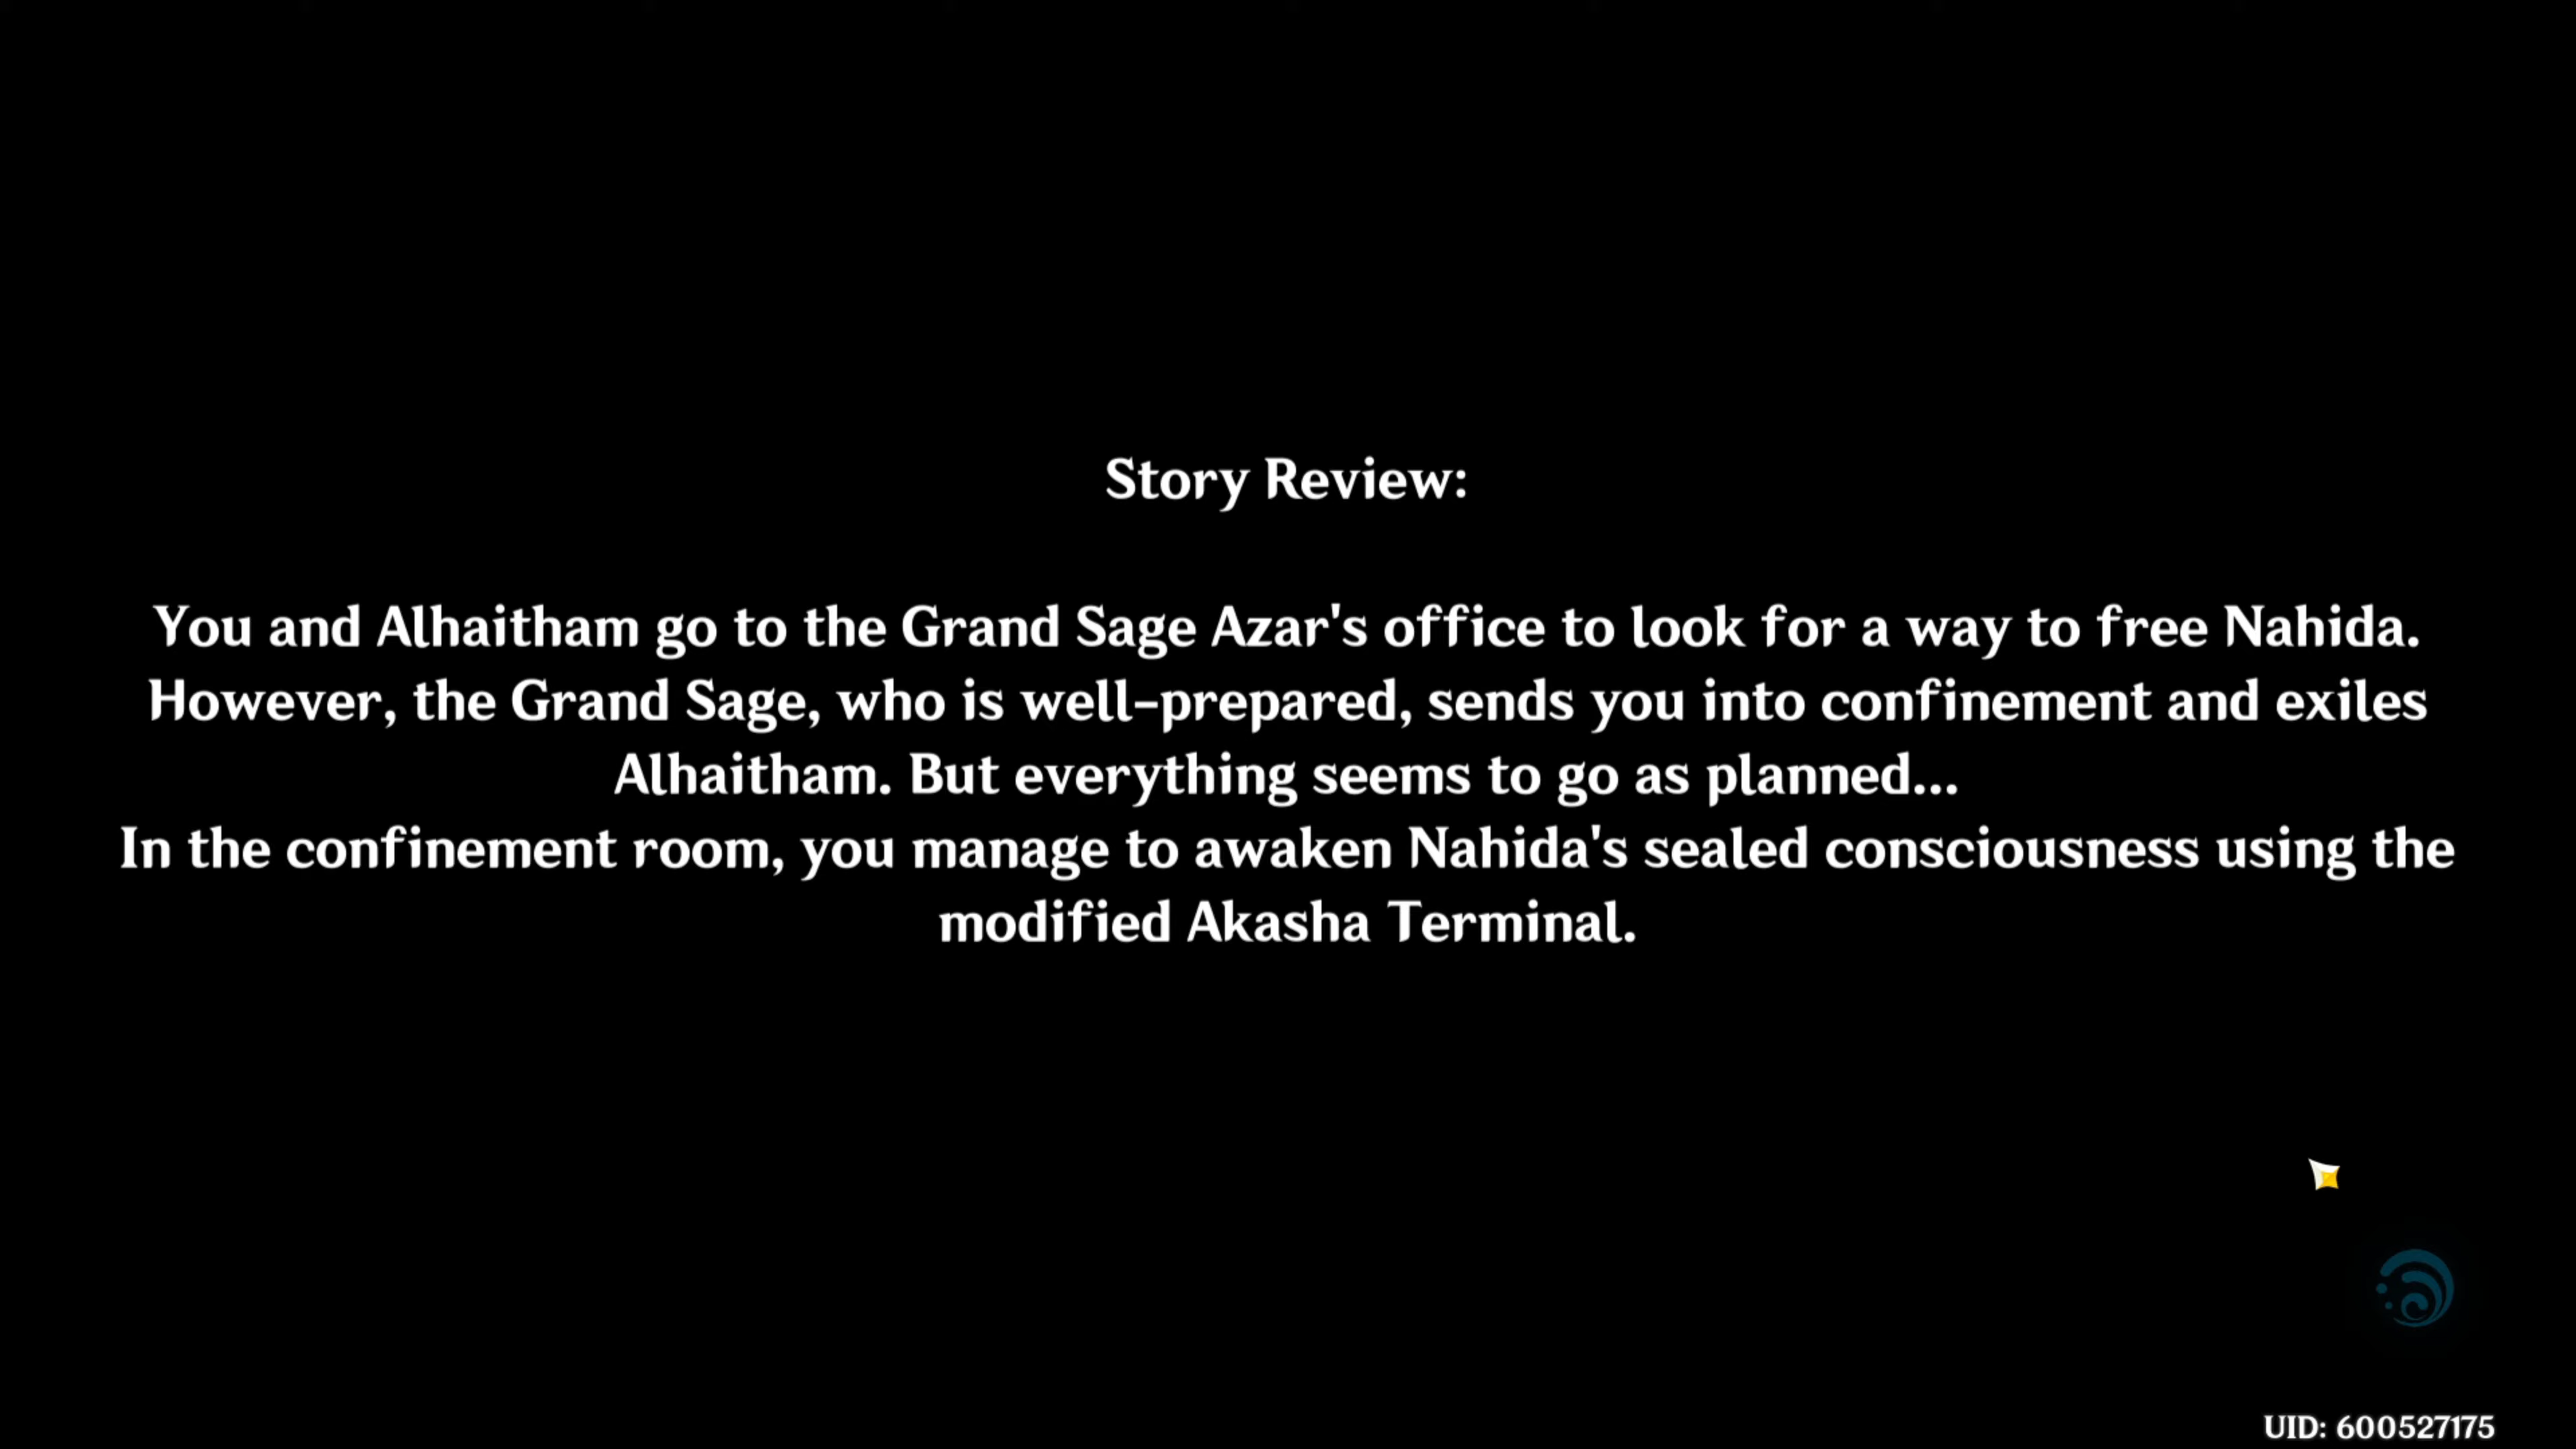 Story Review:
You and Alhaitham go to the Grand Sage Azar's office to look for a way to free Nahida.
However, the Grand Sage, who is well-prepared, sends you into confinement and exiles
Alhaitham. But everything seems to go as planned...
In the confinement room, you manage to awaken Nahida's sealed consciousness using the
modified Akasha Terminal.
UID: 600527175